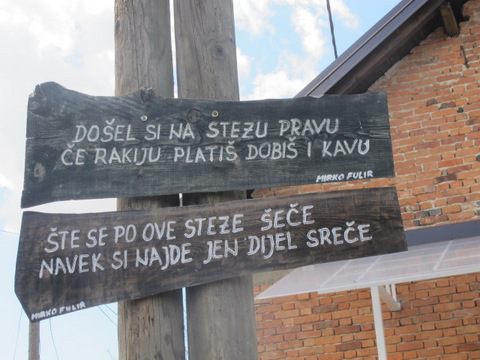 DOŠEL SI NA STEZU PRAVU
ČE RAKIJU PLATIŠ DOBIŠ I KAVU
MIRKO FULIR
ŠTE SE PO OVE STEZE ŠEČE
NAVEK SI NAJDE JEN DIJEL SREČE
MIRKO FULIR